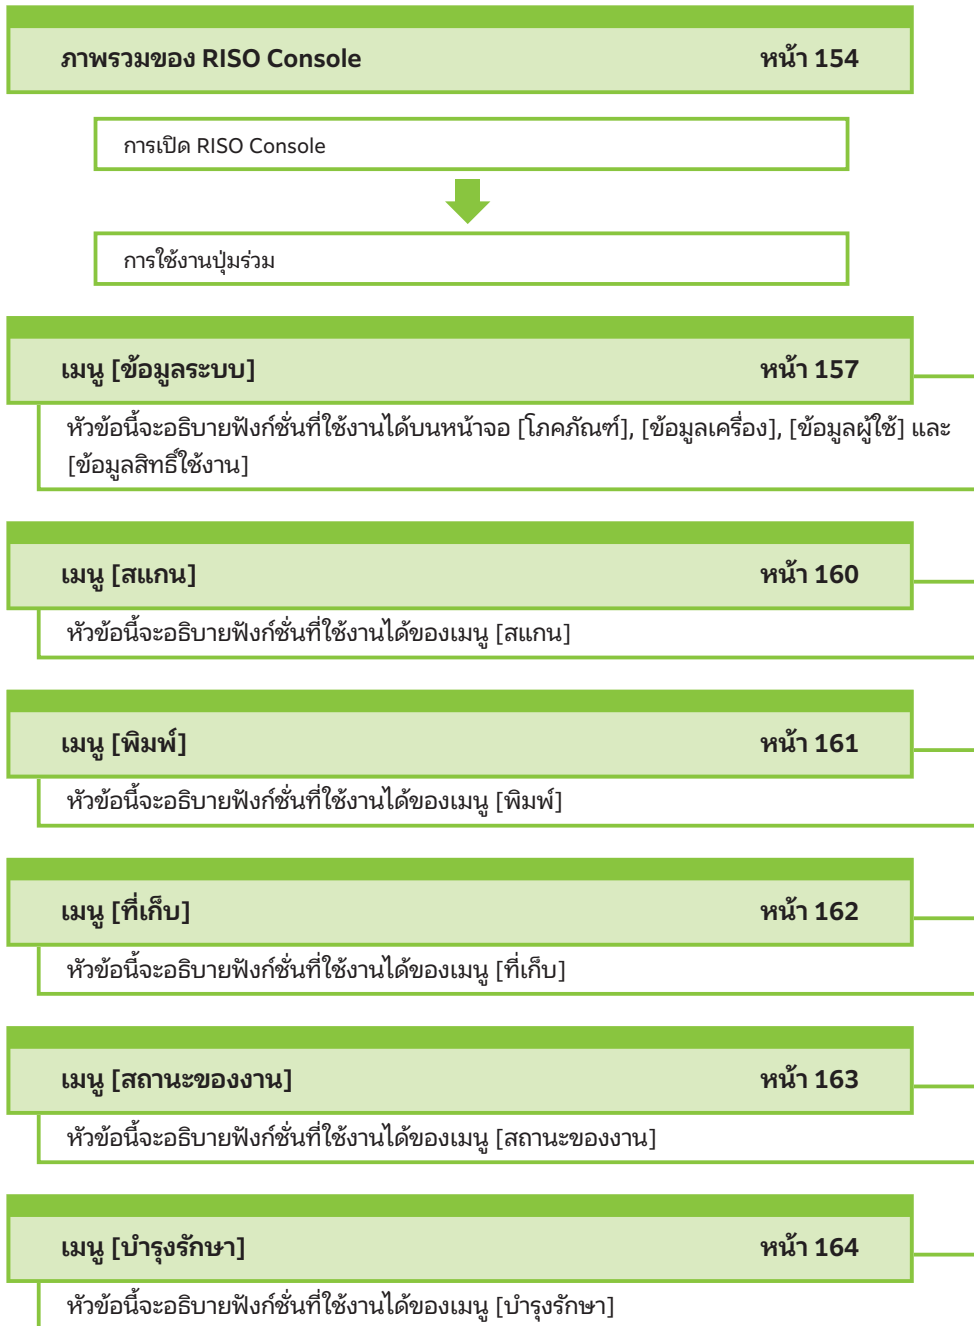 ภาพรวมของ RISO Console หน้า 154
การเปิด RISO Console
การใช้งานปุ่มร่วม
เมนู [ข้อมูลระบบ] หน้า 157
หัวข้อนี้จะอธิบายฟังก์ชั่นที่ใช้งานได้บนหน้าจอ [โภคภัณฑ์], [ข้อมูลเครื่อง], [ข้อมูลผู้ใช้] และ
[ข้อมูลสิทธิ์ใช้งาน]
เมนู [สแกน] หน้า 160
หัวข้อนี้จะอธิบายฟังก์ชั่นที่ใช้งานได้ของเมนู [สแกน]
เมนู [พิมพ์] หน้า 161
หัวข้อนี้จะอธิบายฟังก์ชั่นที่ใช้งานได้ของเมนู [พิมพ์]
เมนู [ที่เก็บ] หน้า 162
หัวข้อนี้จะอธิบายฟังก์ชั่นที่ใช้งานได้ของเมนู [ที่เก็บ]
เมนู [สถานะของงาน] หน้า 163
หัวข้อนี้จะอธิบายฟังก์ชั่นที่ใช้งานได้ของเมนู [สถานะของงาน]
เมนู [บำรุงรักษา] หน้า 164
หัวข้อนี้จะอธิบายฟังก์ชั่นที่ใช้งานได้ของเมนู [บำรุงรักษา]